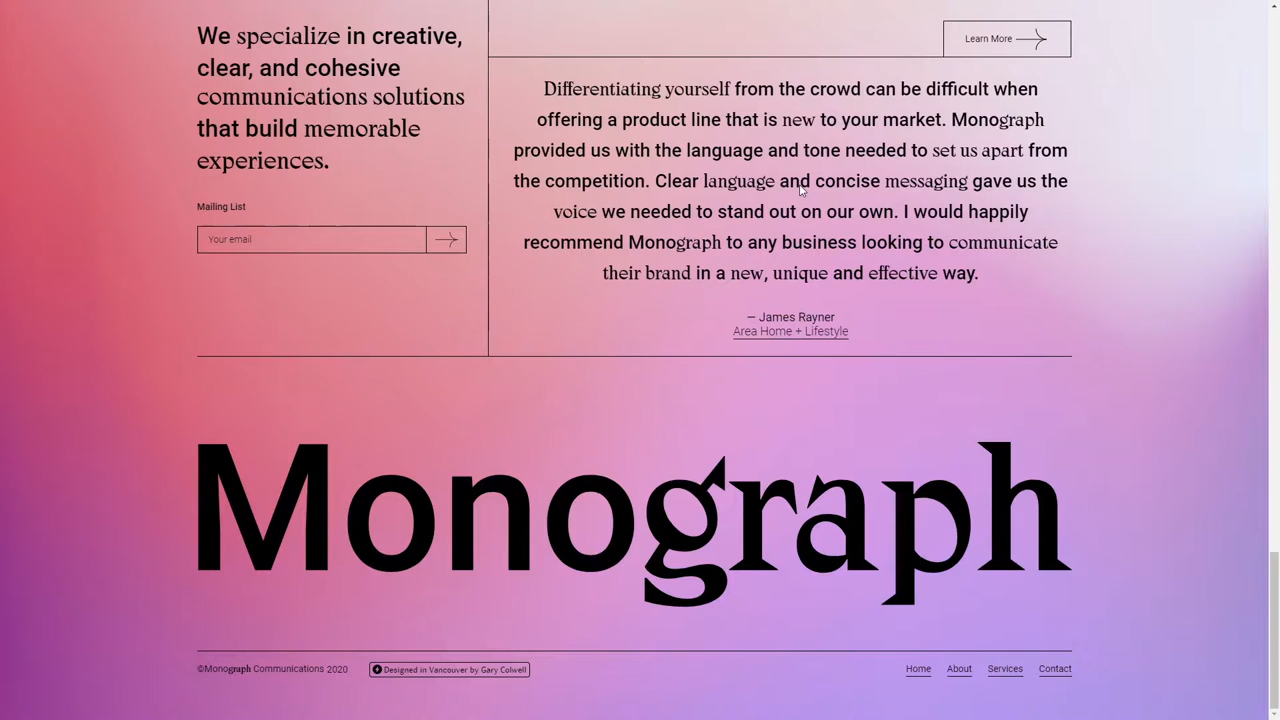 We specialize in creative,
clear, and cohesive
communications solutions
that build memorable
experiences.
Mailing List
Your email
Learn More
Differentiating yourself from the crowd can be difficult when
offering a product line that is new to your market. Monograph
provided us with the language and tone needed to set us apart from
the competition. Clear language and concise messaging gave us the
voice we needed to stand out on our own. I would happily
recommend Monograph to any business looking to communicate
their brand in a new, unique and effective way.
— James Rayner
Area Home + Lifestyle
Monograph
©Monograph Communications 2020
Designed in Vancouver by Gary Colwell
Home About Services Contact